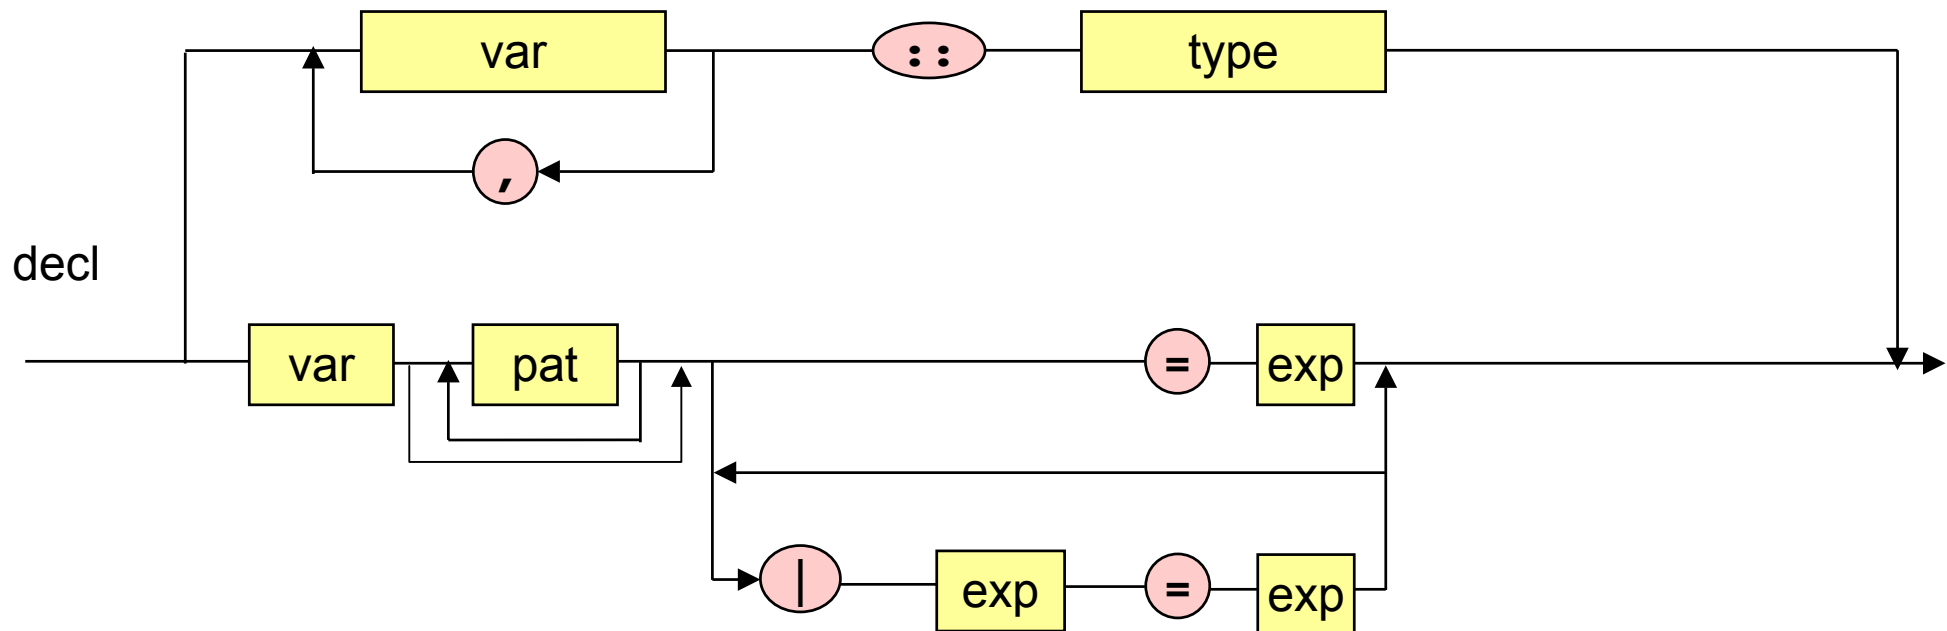 var :: type
,
decl
var pat = exp
| exp = exp